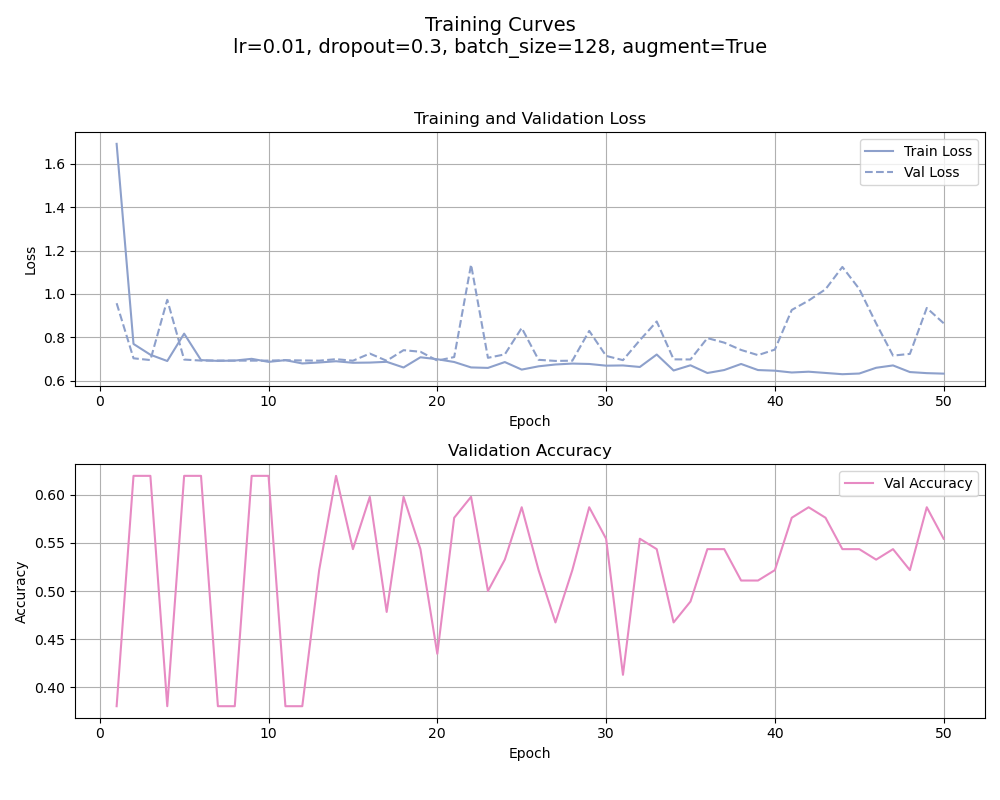 Training Curves
lr=0.01, dropout=0.3, batch_size=128, augment=True
Training and Validation Loss
Train Loss
Val Loss
1.6
1.4
1.2
1.0
0.8
0.6
Loss
0 10 20 30 40 50
Epoch
Validation Accuracy
Val Accuracy
0.60
0.55
0.50
0.45
0.40
Accuracy
0 10 20 30 40 50
Epoch